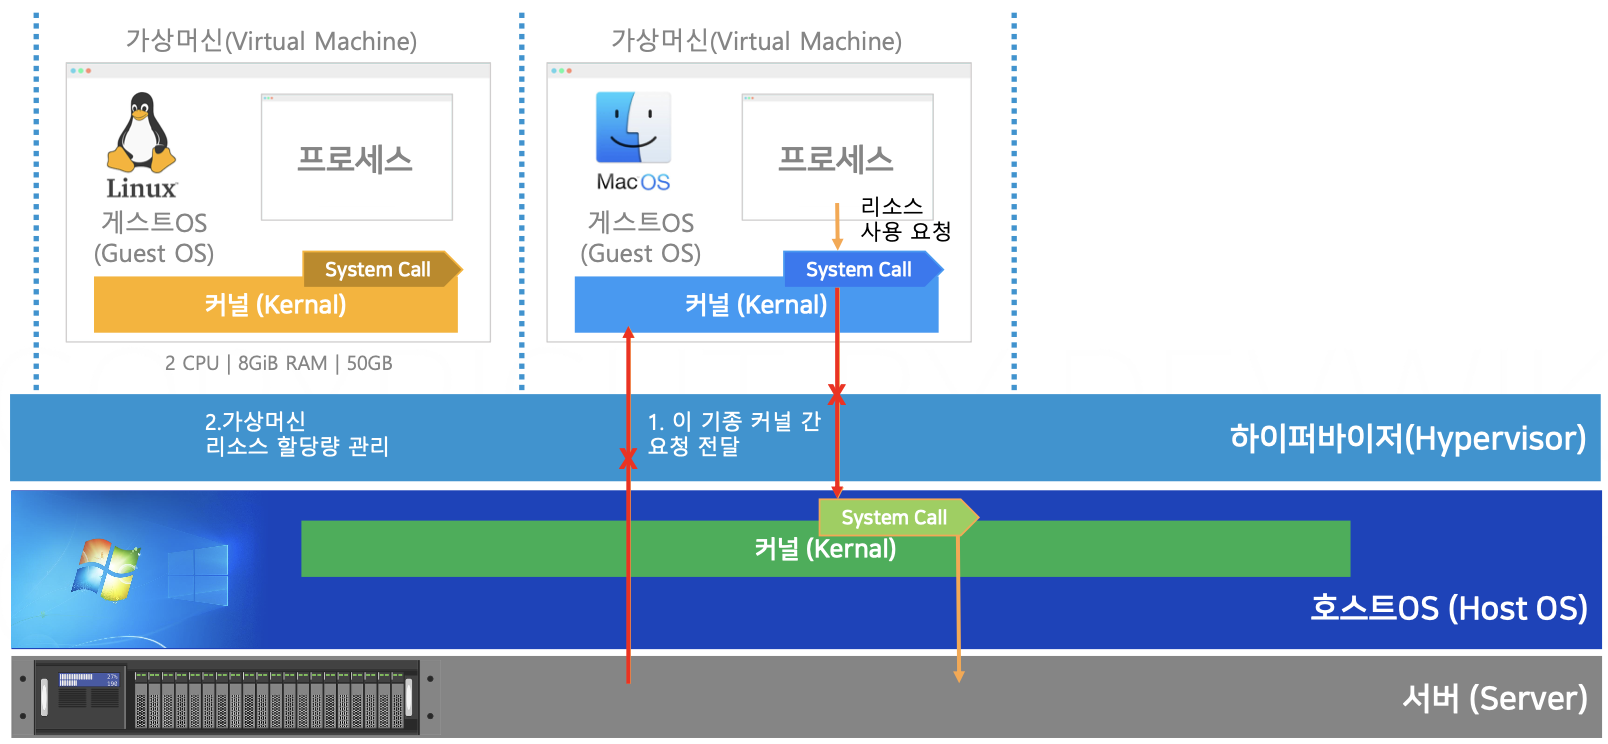 가상머신(Virtual Machine)
Linux
게스트OS
(Guest OS)
프로세스
System Call
커널 (Kernal)
2 CPU | 8GiB RAM | 50GB
가상머신(Virtual Machine)
MacOS
게스트OS
(Guest OS)
프로세스
리소스
사용 요청
System Call
커널 (Kernal)
2.가상머신
리소스 할당량 관리
1. 이 기종 커널 간
요청 전달
하이퍼바이저(Hypervisor)
System Call
커널 (Kernal)
호스트OS (Host OS)
27%
190
서버 (Server)